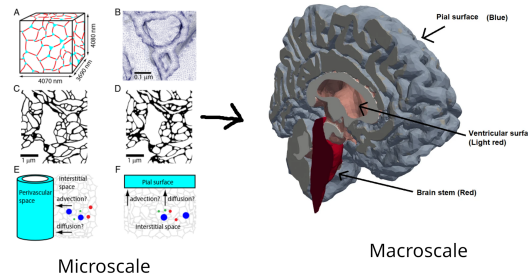 A
4080 nm
3690 nm
4070 nm
B
0.1 µm
C
1 µm
D
1 µm
E
Perivascular
space
Interstitial
space
advection?
diffusion?
F
Pial surface
advection?
diffusion?
Interstitial space
Microscale
Pial surface (Blue)
Ventricular surfa
(Light red)
Brain stem (Red)
Macroscale